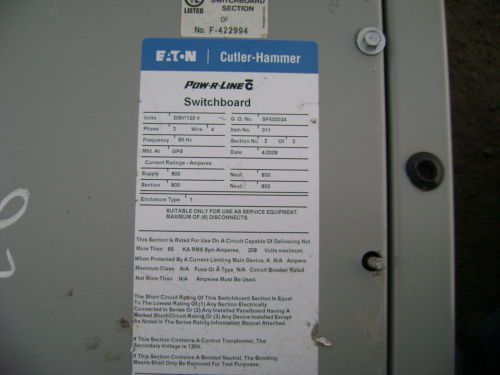 UL
LISTED
SWITCHBOARD
SECTION
OF
No. F-422994
EATON Cutler-Hammer
POW-R-LINE C
Switchboard
Volts 208Y/120 V G. O. No. SPX53024
Phase 3 Wire 4 Item No. 011
Frequency 60 Hz Section No. 2 Of 2
Mfd. At GPS Date 4/2008
Current Ratings - Amperes
Supply 800 Neut. 800
Section 800 Neut. 800
Enclosure Type 1
SUITABLE ONLY FOR USE AS SERVICE EQUIPMENT.
MAXIMUM OF (6) DISCONNECTS.
This Section Is Rated For Use On A Circuit Capable Of Delivering Not
More Than 65 KA RMS Sym Amperes, 208 Volts maximum.
When Protected By A Current Limiting Main Device; A N/A Ampere
Maximum Class N/A Fuse Or A Type N/A Circuit Breaker Rated
Not More Than N/A Amperes Must Be Used.
The Short Circuit Rating Of This Switchboard Section Is Equal
To The Lowest Rating Of,(1) Any Section Electrically
Connected In Series Or (2) Any Installed Panelboard Having A
Marked Short Circuit Rating Or (3) Any Device Installed Except
As Noted In The Series Rating Information Manual Attached.
If This Section Contains A Control Transformer, The
Secondary Voltage Is 120V.
If This Section Contains A Bonded Neutral, The Bonding
Means Shall Only Be Removed For Test Purposes